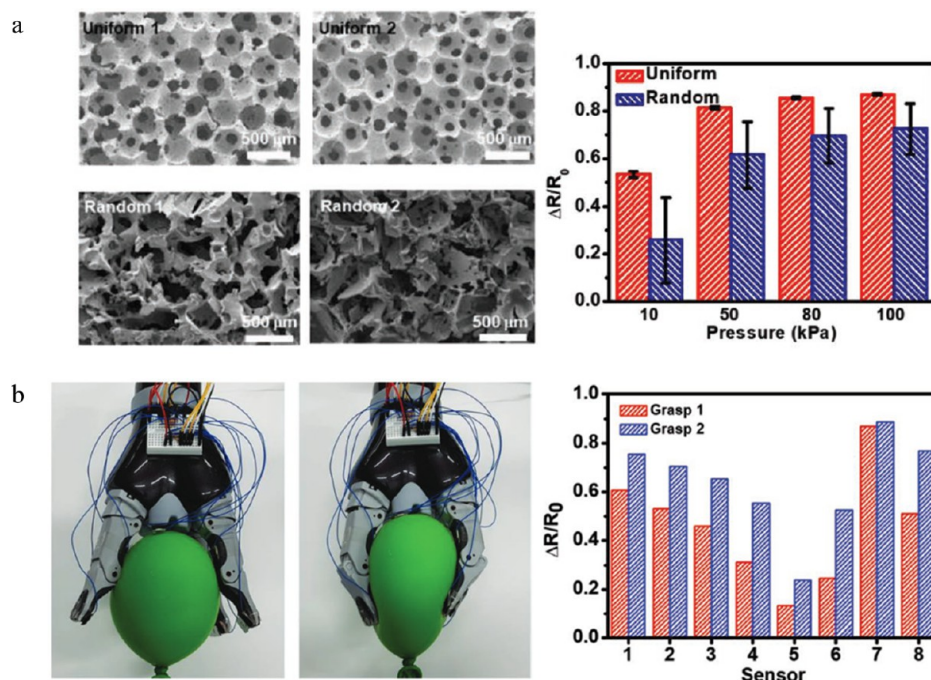 a
Uniform 1
500 μm
Uniform 2
500 μm
Random 1
500 μm
Random 2
500 μm
ΔR/R₀
1.0
0.8
0.6
0.4
0.2
0.0
Uniform
Random
10 50 80 100
Pressure (kPa)
b
ΔR/R0
1.0
0.8
0.6
0.4
0.2
0.0
Grasp 1
Grasp 2
1 2 3 4 5 6 7 8
Sensor